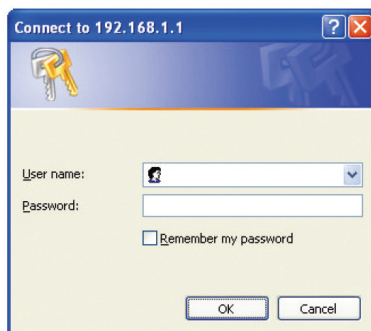 Connect to 192.168.1.1
User name:
Password:
Remember my password
OK Cancel